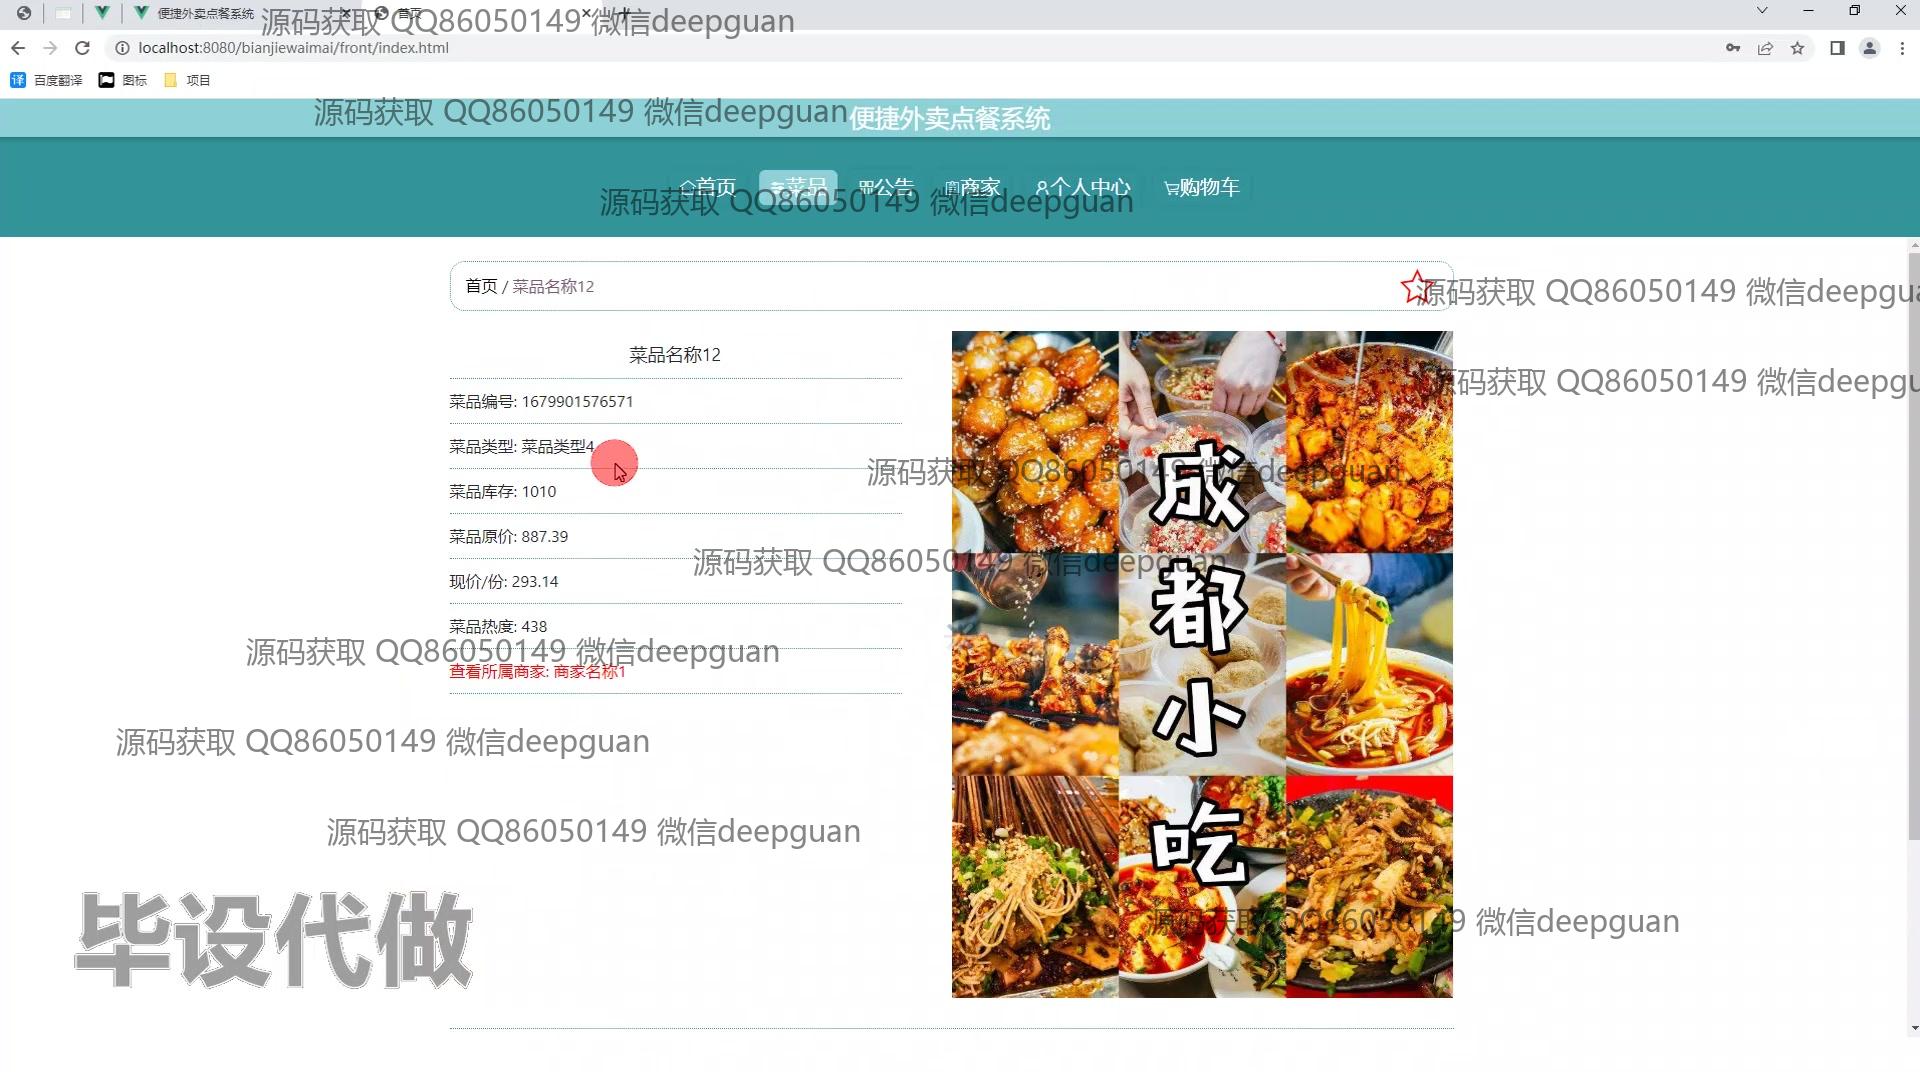 便捷外卖点餐系统
首页
源码获取 QQ86050149 微信deepguan
localhost:8080/bianjiewaimai/front/index.html
百度翻译 图标 项目
源码获取 QQ86050149 微信deepguan
便捷外卖点餐系统
首页 菜品 公告 商家 个人中心 购物车
源码获取 QQ86050149 微信deepguan
首页 / 菜品名称12
源码获取 QQ86050149 微信deepgua
菜品名称12
源码获取 QQ86050149 微信deepgu
菜品编号: 1679901576571
菜品类型: 菜品类型4
源码获取 QQ86050149 微信deepguan
菜品库存: 1010
菜品原价: 887.39
源码获取 QQ86050149 微信deepguan
现价/份: 293.14
菜品热度: 438
源码获取 QQ86050149 微信deepguan
查看所属商家: 商家名称1
成
都
小
吃
源码获取 QQ86050149 微信deepguan
源码获取 QQ86050149 微信deepguan
源码获取 QQ86050149 微信deepguan
毕设代做